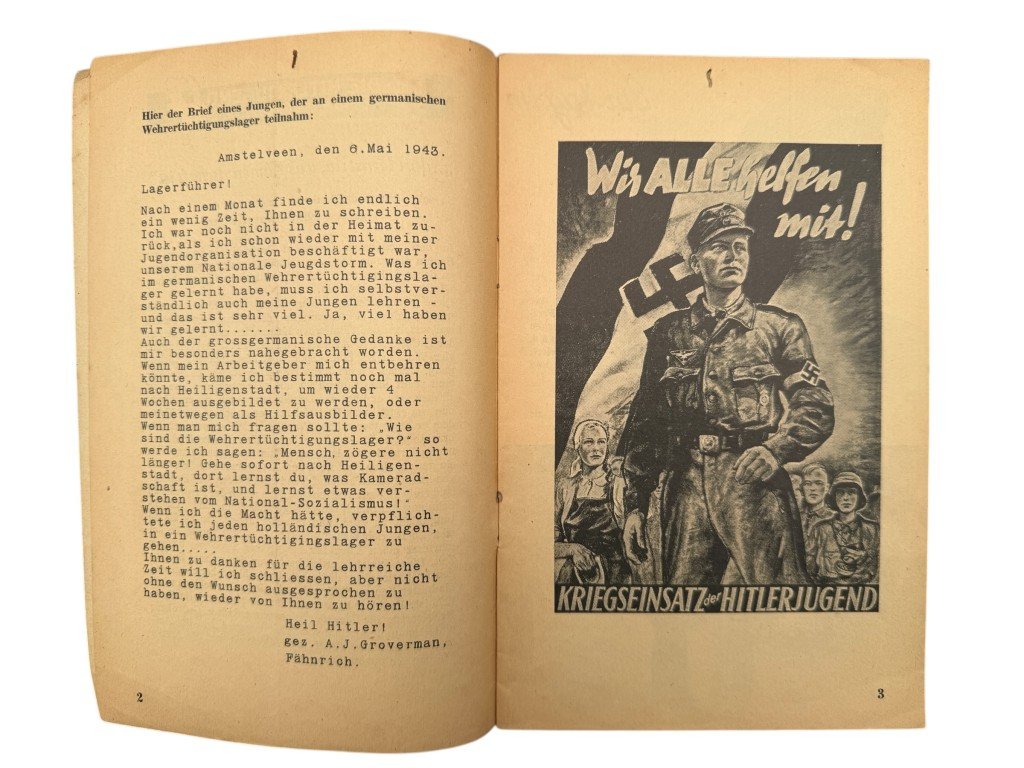 Hier der Brief eines Jungen, der an einem germanischen
Wehrertüchtigungslager teilnahm:
Amstelveen, den 6.Mai 1943.
Lagerführer!
Nach einem Monat finde ich endlich
ein wenig Zeit, Ihnen zu schreiben.
Ich war noch nicht in der Heimat zu-
rück,als ich schon wieder mit meiner
Jugendorganisation beschäftigt war,
unserem Nationale Jeugdstorm. Was ich
im germanischen Wehrertüchtigingsla-
ger gelernt habe, muss ich selbstver-
ständlich auch meine Jungen lehren -
und das ist sehr viel. Ja, viel haben
wir gelernt.......
Auch der grossgermanische Gedanke ist
mir besonders nahegebracht worden.
Wenn mein Arbeitgeber mich entbehren
könnte, käme ich bestimmt noch mal
nach Heiligenstadt, um wieder 4
Wochen ausgebildet zu werden, oder
meinetwegen als Hilfsausbilder.
Wenn man mich fragen sollte: „Wie
sind die Wehrertüchtigungslager?“ so
werde ich sagen: „Mensch, zögere nicht
länger! Gehe sofort nach Heiligen-
stadt, dort lernst du, was Kamerad-
schaft ist, und lernst etwas ver-
stehen vom National-Sozialismus!“
Wenn ich die Macht hätte, verpflich-
tete ich jeden holländischen Jungen,
in ein Wehrertüchtigingslager zu
gehen.....
Ihnen zu danken für die lehrreiche
Zeit will ich schliessen, aber nicht
ohne den Wunsch ausgesprochen zu
haben, wieder von Ihnen zu hören!
Heil Hitler!
gez. A.J.Groverman,
Fähnrich.
2
Wir ALLE helfen
mit!
KRIEGSEINSATZ der HITLERJUGEND
3